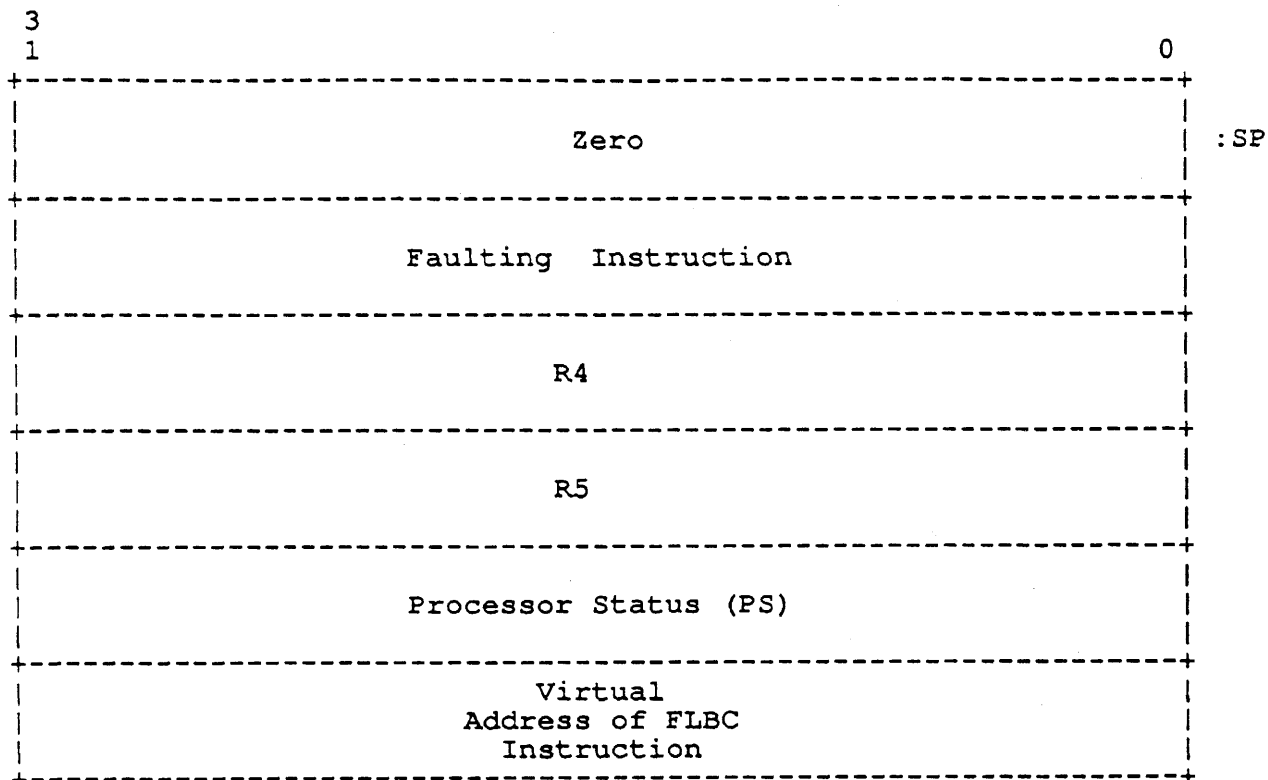 3
1 0
Zero :SP
Faulting Instruction
R4
R5
Processor Status (PS)
Virtual
Address of FLBC
Instruction